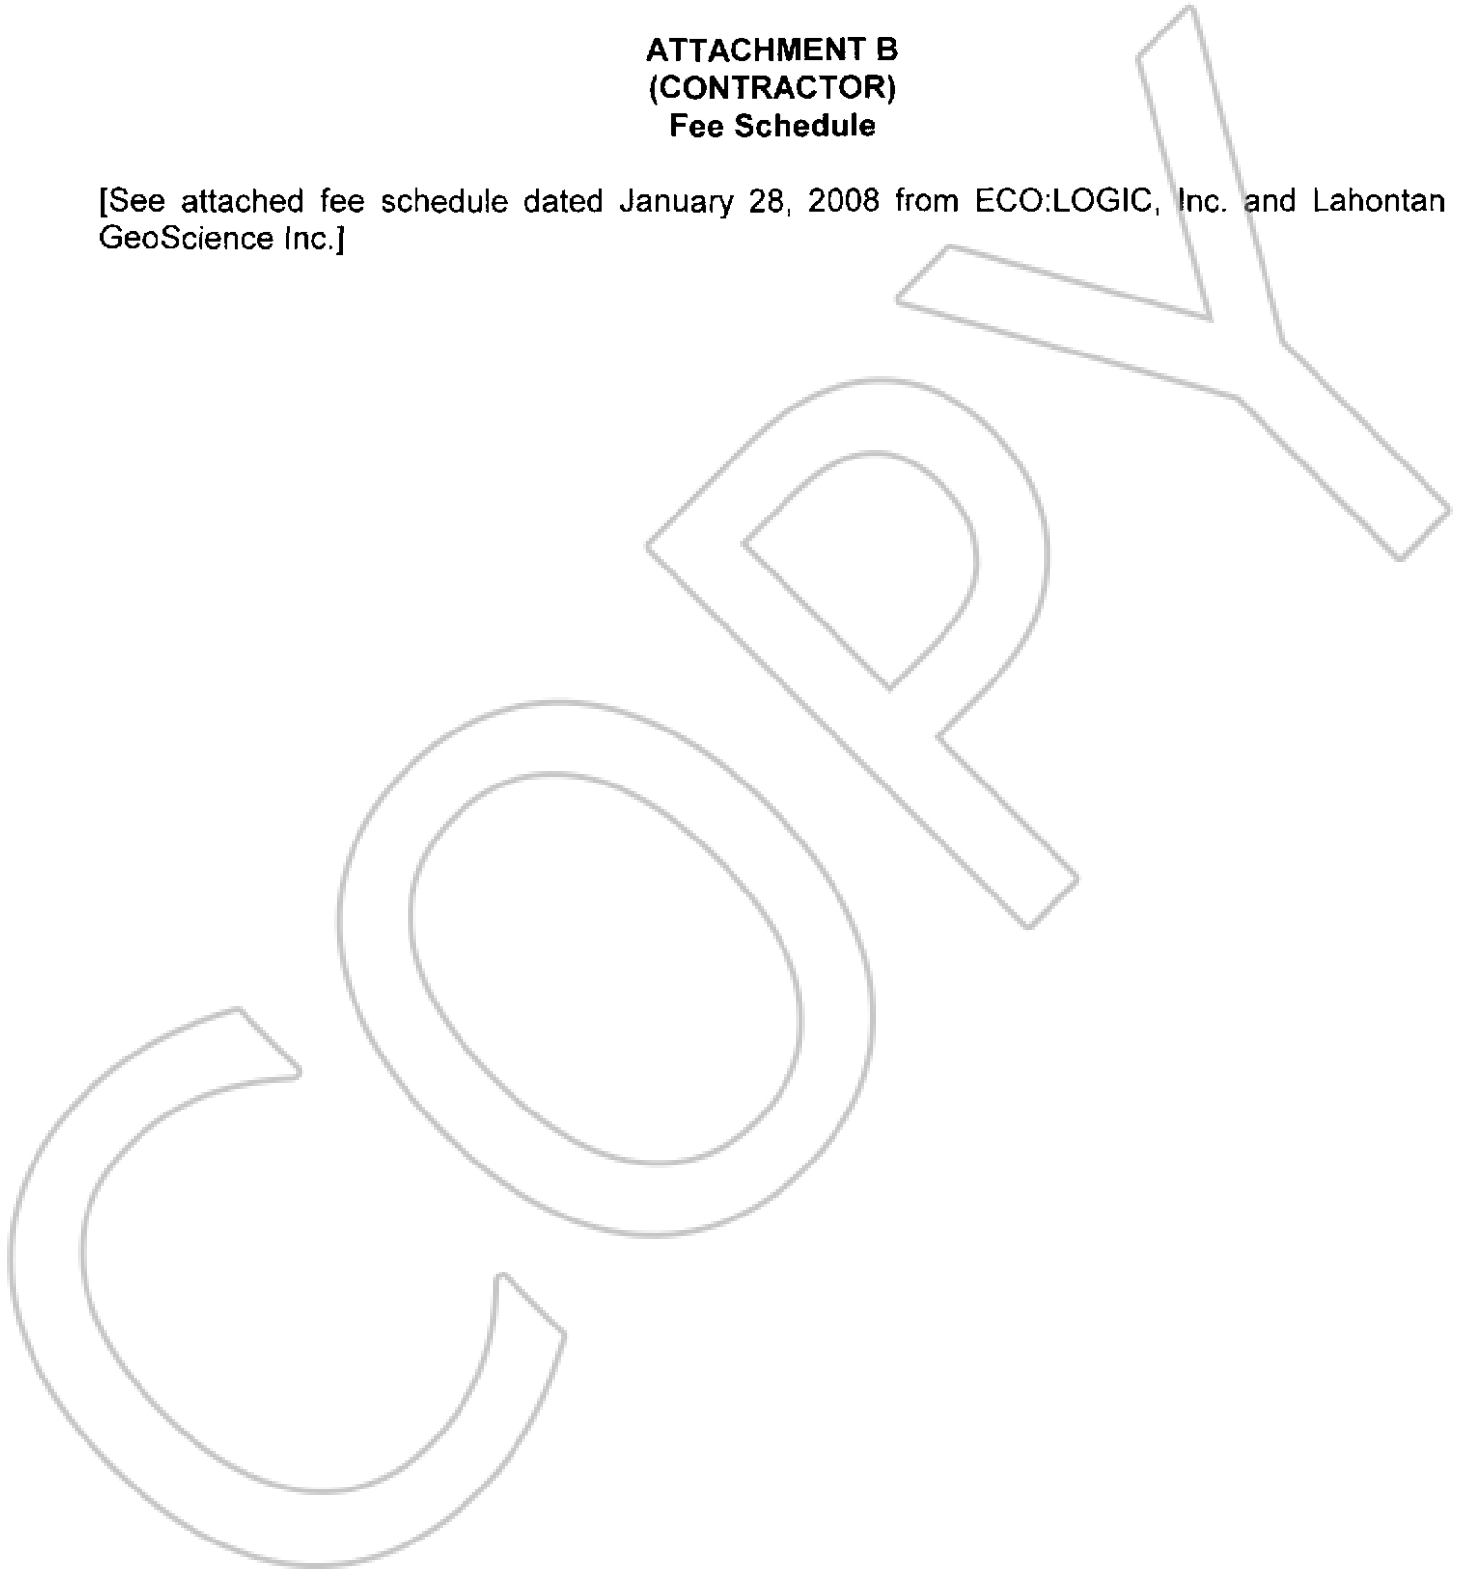 ATTACHMENT B
(CONTRACTOR)
Fee Schedule
[See attached fee schedule dated January 28, 2008 from ECO:LOGIC, Inc. and Lahontan
GeoScience Inc.]
COPY